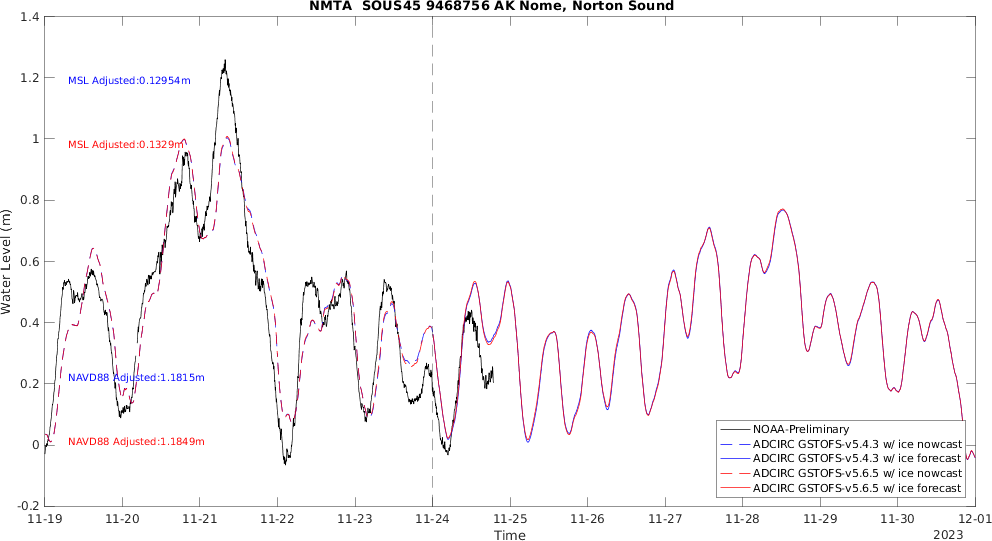 NMTA  SOUS45 9468756 AK Nome, Norton Sound
1.4
1.2
1
0.8
0.6
0.4
0.2
0
-0.2
Water Level (m)
MSL Adjusted:0.12954m
MSL Adjusted:0.1329m
NAVD88 Adjusted:1.1815m
NAVD88 Adjusted:1.1849m
NOAA-Preliminary
ADCIRC GSTOFS-v5.4.3 w/ ice nowcast
ADCIRC GSTOFS-v5.4.3 w/ ice forecast
ADCIRC GSTOFS-v5.6.5 w/ ice nowcast
ADCIRC GSTOFS-v5.6.5 w/ ice forecast
11-19 11-20 11-21 11-22 11-23 11-24 11-25 11-26 11-27 11-28 11-29 11-30 12-01
Time
2023